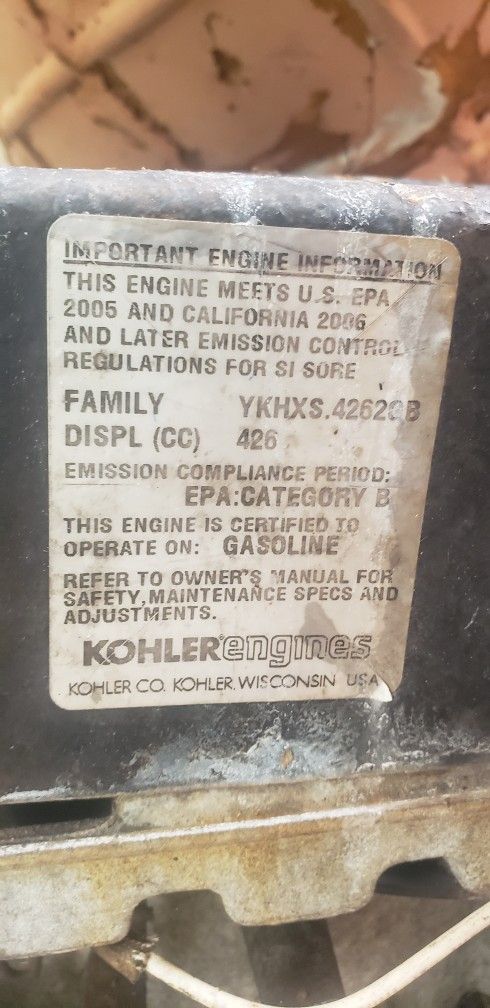 IMPORTANT ENGINE INFORMATION
THIS ENGINE MEETS U.S. EPA
2005 AND CALIFORNIA 2006
AND LATER EMISSION CONTROL
REGULATIONS FOR SI SORE
FAMILY
DISPL (CC) 426
EMISSION COMPLIANCE PERIOD:
EPA:CATEGORY B
THIS ENGINE IS CERTIFIED TO
OPERATE ON: GASOLINE
REFER TO OWNER'S MANUAL FOR
SAFETY, MAINTENANCE SPECS AND
ADJUSTMENTS.
KOHLER®engines
KOHLER CO. KOHLER, WISCONSIN USA